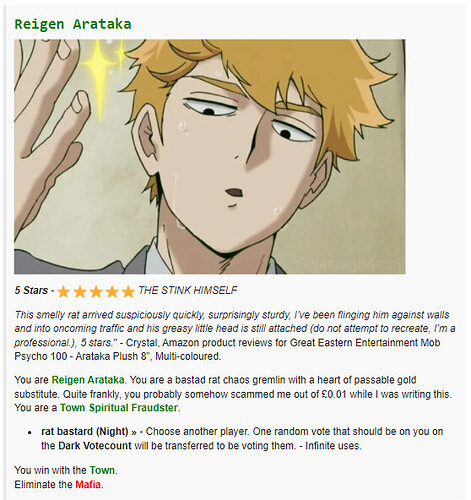 Reigen Arataka
5 Stars - ⭐⭐⭐⭐⭐ THE STINK HIMSELF
This smelly rat arrived suspiciously quickly, surprisingly sturdy, I've been flinging him against walls
and into oncoming traffic and his greasy little head is still attached (do not attempt to recreate, I'm a
professional.), 5 stars." - Crystal, Amazon product reviews for Great Eastern Entertainment Mob
Psycho 100 - Arataka Plush 8”, Multi-coloured.
You are Reigen Arataka. You are a bastad rat chaos gremlin with a heart of passable gold
substitute. Quite frankly, you probably somehow scammed me out of £0.01 while I was writing this.
You are a Town Spiritual Fraudster.
• rat bastard (Night) » - Choose another player. One random vote that should be on you on
the Dark Votecount will be transferred to be voting them. - Infinite uses.
You win with the Town.
Eliminate the Mafia.